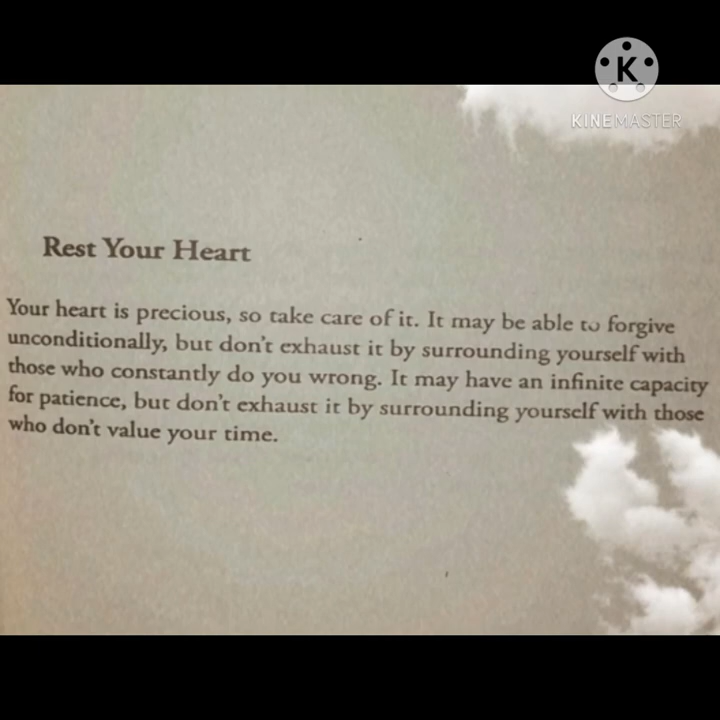 K
KINEMASTER
Rest Your Heart
Your heart is precious, so take care of it. It may be able to forgive
unconditionally, but don't exhaust it by surrounding yourself with
those who constantly do you wrong. It may have an infinite capacity
for patience, but don't exhaust it by surrounding yourself with those
who don't value your time.